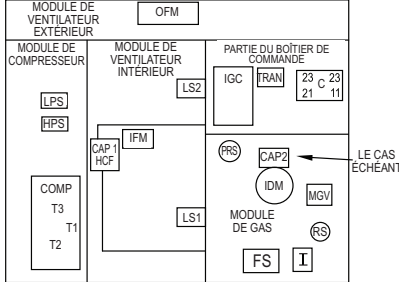 MODULE DE
VENTILATEUR
EXTÉRIEUR
OFM
MODULE DE
COMPRESSEUR
LPS
HPS
COMP
T3
T1
T2
MODULE DE
VENTILATEUR
INTÉRIEUR
LS2
IFM
CAP 1
HCF
LS1
PARTIE DU BOÎTIER DE
COMMANDE
IGC
TRAN
23 C 23
21 11
PRS
CAP2
LE CAS
ÉCHÉANT
IDM
MGV
MODULE
DE GAS
RS
FS
I